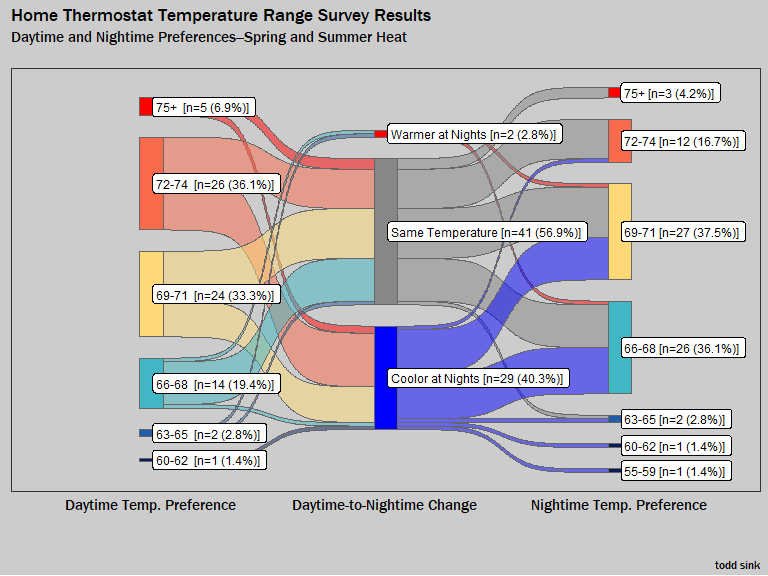 Home Thermostat Temperature Range Survey Results
Daytime and Nightime Preferences–Spring and Summer Heat
75+ [n=5 (6.9%)]
72-74 [n=26 (36.1%)]
69-71 [n=24 (33.3%)]
66-68 [n=14 (19.4%)]
63-65 [n=2 (2.8%)]
60-62 [n=1 (1.4%)]
Warmer at Nights [n=2 (2.8%)]
Same Temperature [n=41 (56.9%)]
Coolor at Nights [n=29 (40.3%)]
75+ [n=3 (4.2%)]
72-74 [n=12 (16.7%)]
69-71 [n=27 (37.5%)]
66-68 [n=26 (36.1%)]
63-65 [n=2 (2.8%)]
60-62 [n=1 (1.4%)]
55-59 [n=1 (1.4%)]
Daytime Temp. Preference
Daytime-to-Nightime Change
Nightime Temp. Preference
todd sink